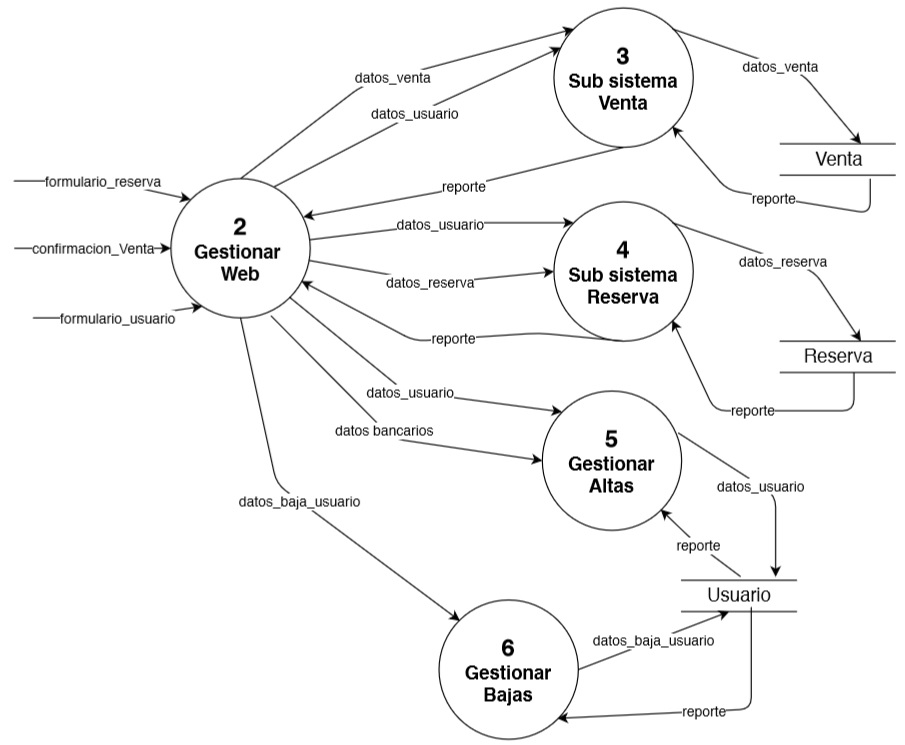 3
Sub sistema
Venta
datos_venta
datos_venta
datos_usuario
Venta
formulario_reserva
reporte
reporte
2
Gestionar
Web
datos_usuario
confirmacion_Venta
4
Sub sistema
Reserva
datos_reserva
datos_reserva
formulario_usuario
reporte
Reserva
datos_usuario
reporte
datos bancarios
5
Gestionar
Altas
datos_usuario
datos_baja_usuario
reporte
Usuario
6
Gestionar
Bajas
datos_baja_usuario
reporte